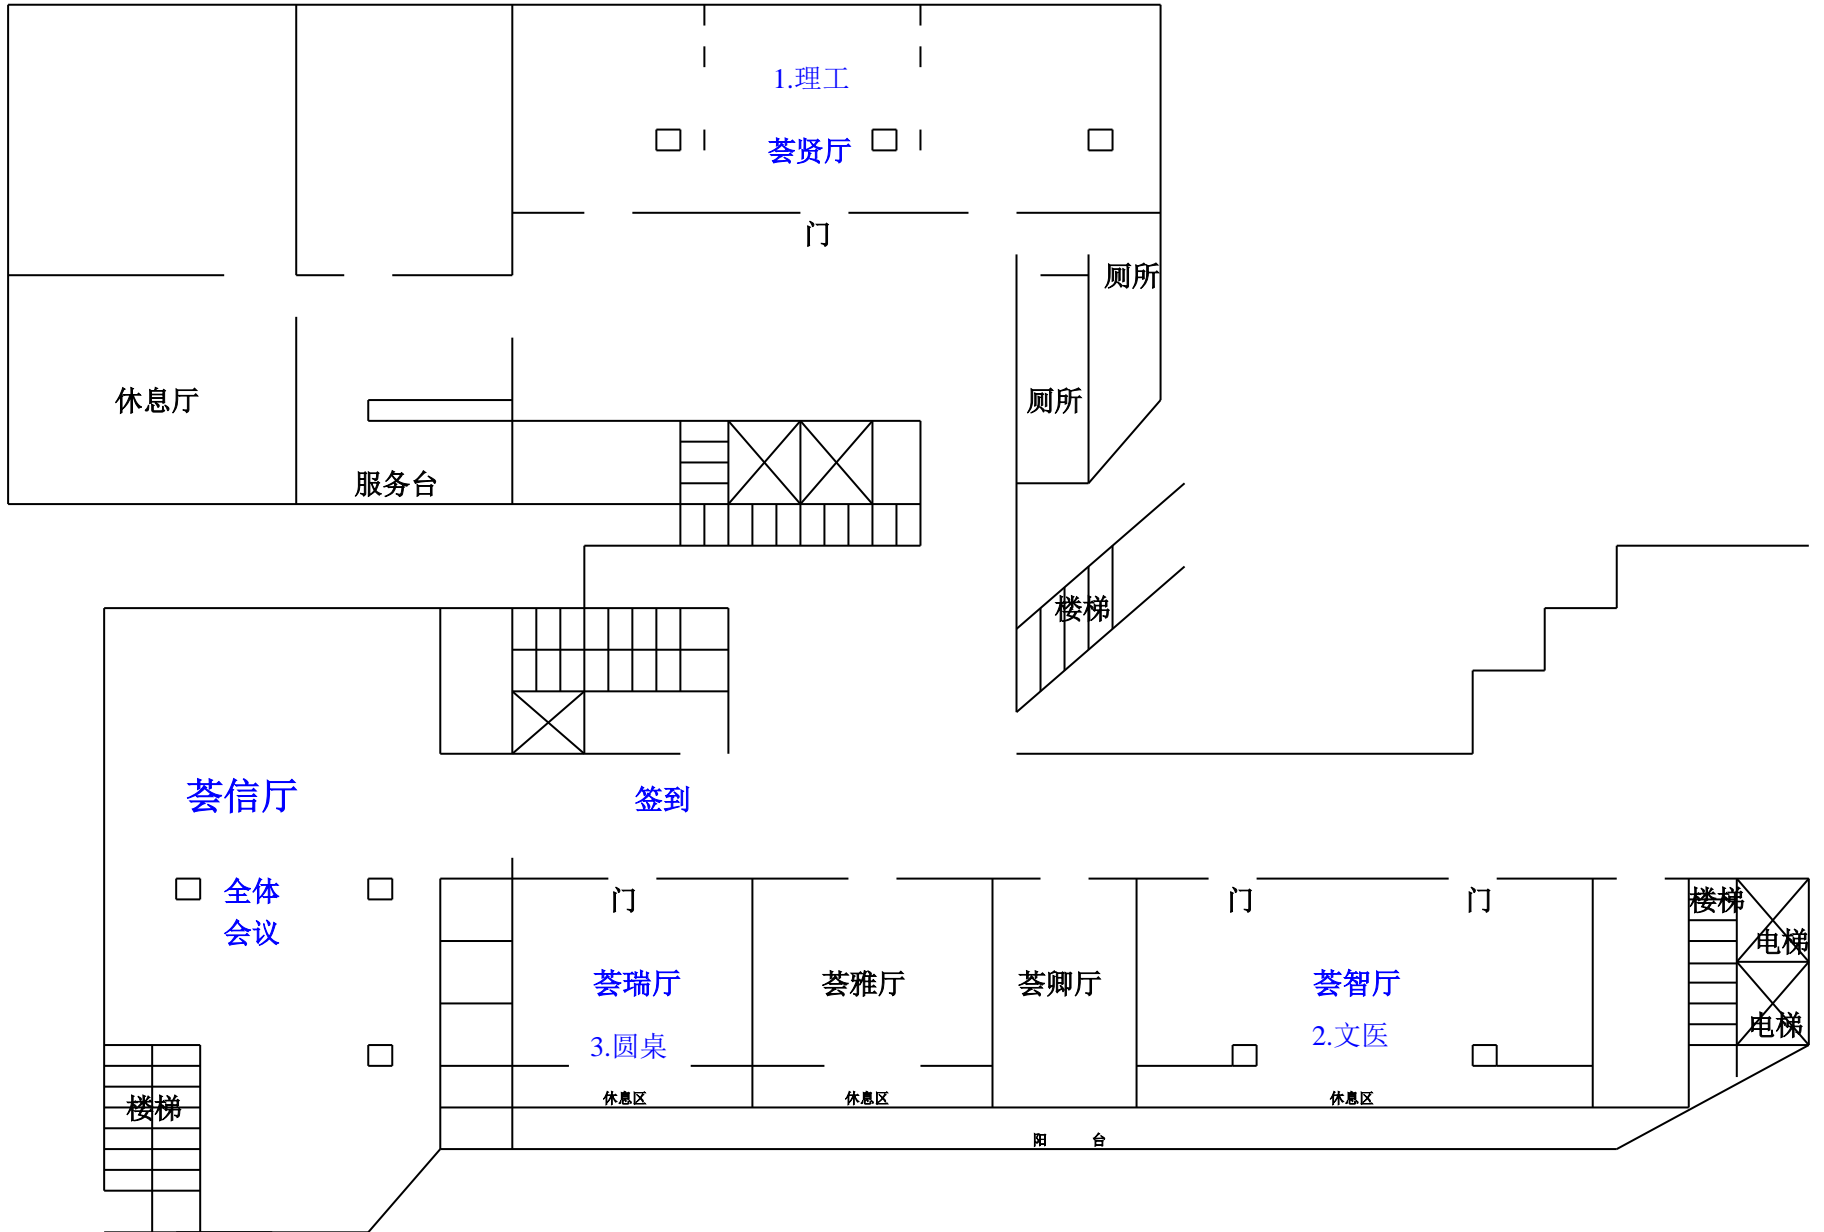 1.理工
荟贤厅
门
厕所
休息厅
厕所
服务台
楼梯
荟信厅
签到
全体
会议
门
门
门
楼梯
电梯
荟瑞厅
荟雅厅
荟卿厅
荟智厅
3.圆桌
2.文医
电梯
楼梯
休息区
休息区
休息区
阳 台